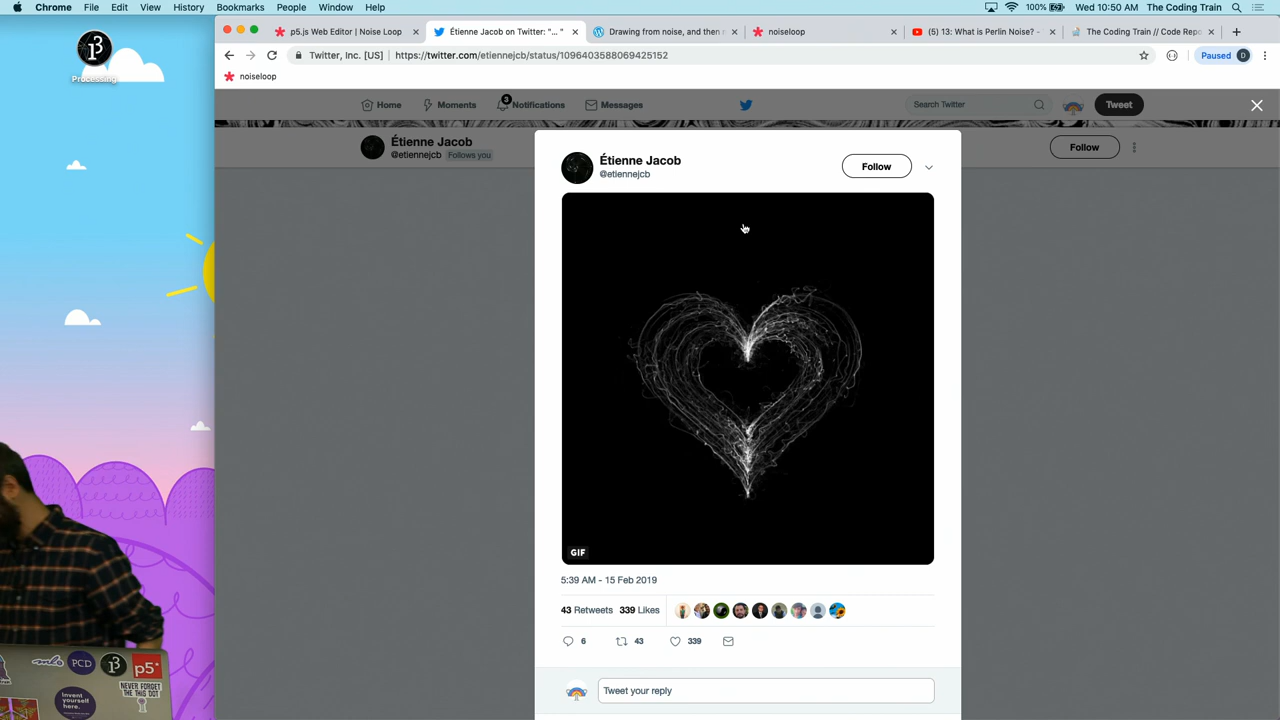 Chrome File Edit View History Bookmarks People Window Help
100% Wed 10:50 AM The Coding Train
p5.js Web Editor | Noise Loop
Étienne Jacob on Twitter: "... "
Drawing from noise, and then
noiseloop
(5) 13: What is Perlin Noise? -
The Coding Train // Code Repo
Twitter, Inc. [US] https://twitter.com/etiennejcb/status/1096403588069425152
Paused D
noiseloop
Processing
Home Moments 3 Notifications Messages Search Twitter Tweet
Étienne Jacob
@etiennejcb Follows you
Follow
Étienne Jacob
@etiennejcb
Follow
GIF
5:39 AM - 15 Feb 2019
43 Retweets 339 Likes
6 43 339
Tweet your reply
PCD
p5*
NEVER FORGET
THE THIS DOT
Invent
yourself
here.